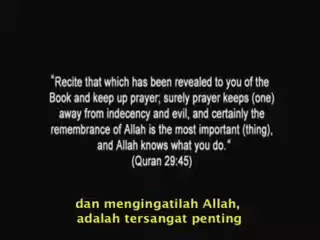 “Recite that which has been revealed to you of the
Book and keep up prayer; surely prayer keeps (one)
away from indecency and evil, and certainly the
remembrance of Allah is the most important (thing),
and Allah knows what you do.“
(Quran 29:45)
dan mengingatilah Allah,
adalah tersangat penting